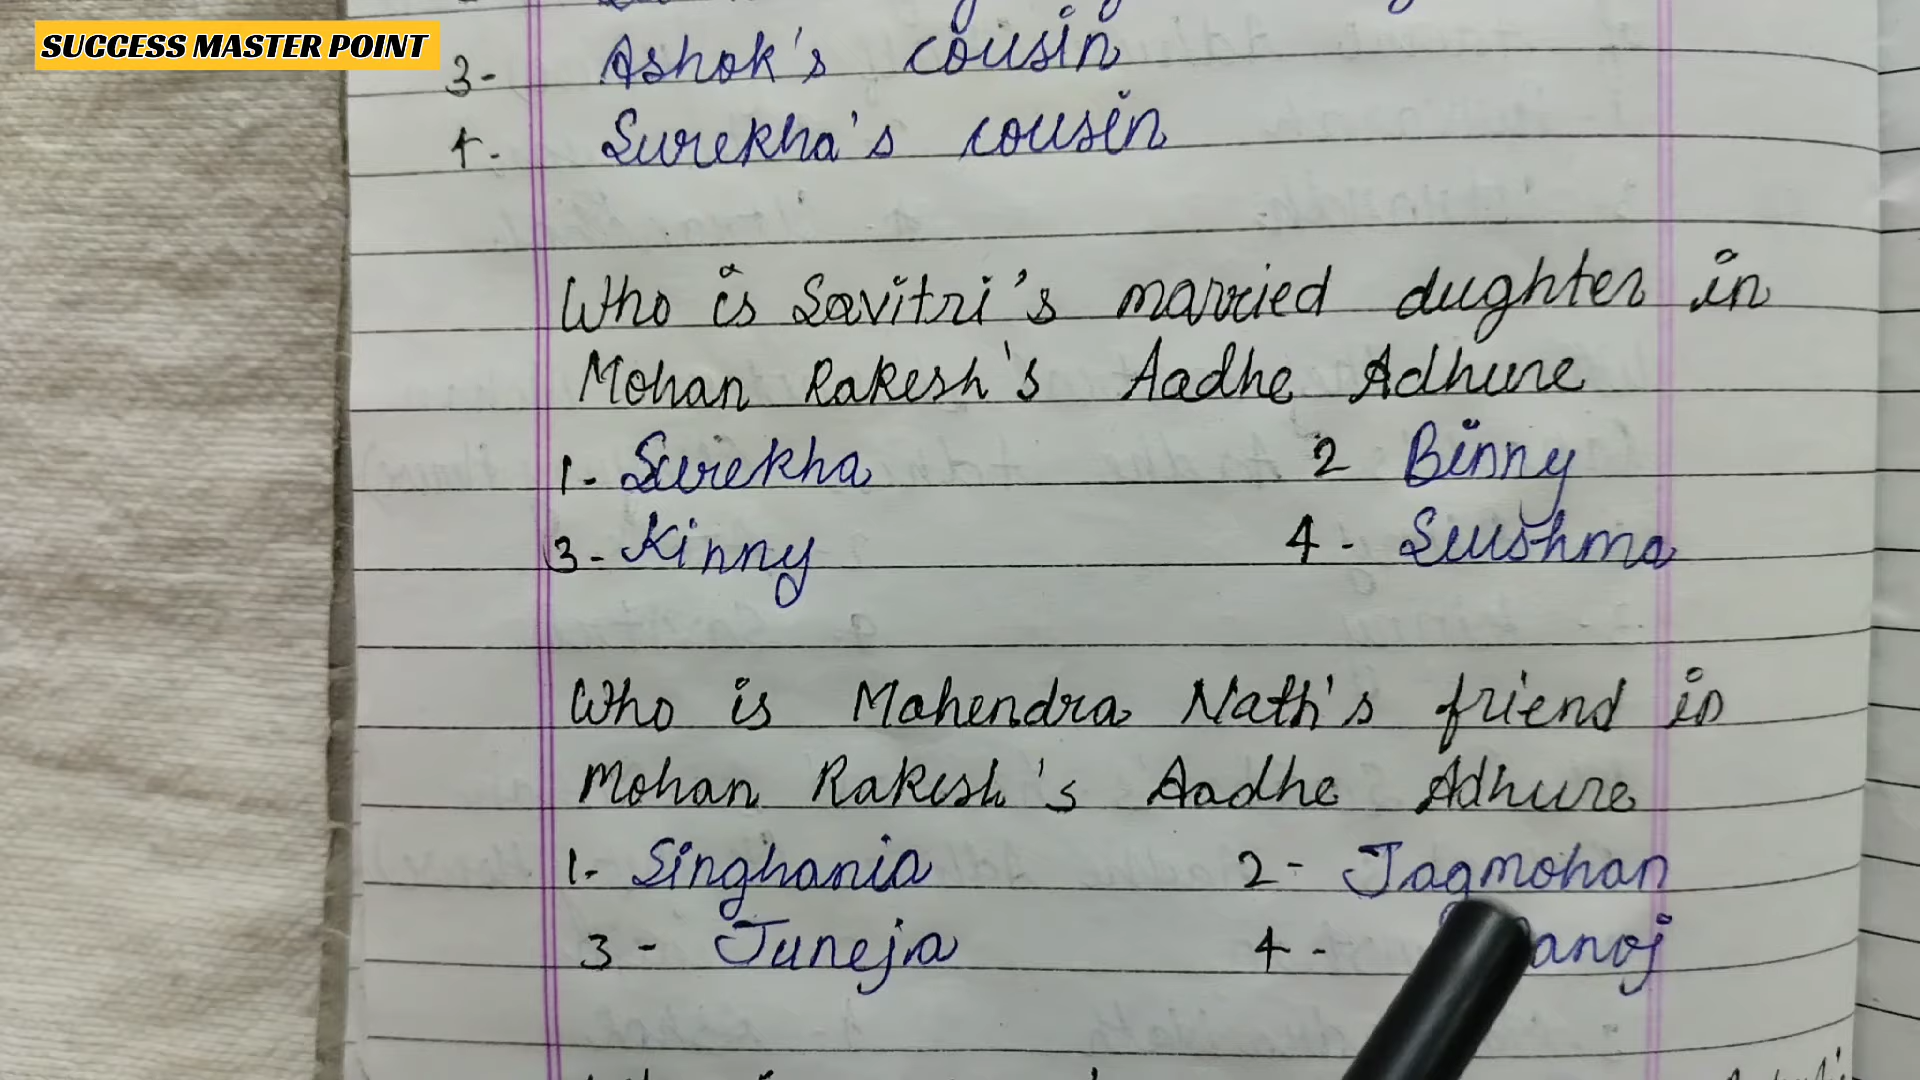 SUCCESS MASTER POINT
3- Ashok's cousin
4. Surekha's cousin
Who is Savitri's married dughter in
Mohan Rakesh's Aadhe Adhure
1. Surekha 2 Binny
3- Kinny 4- Sushma
Who is Mahendra Nath's friend in
Mohan Rakesh's Aadhe Adhure
1. Singhania 2- Jagmohan
3- Juneja 4-